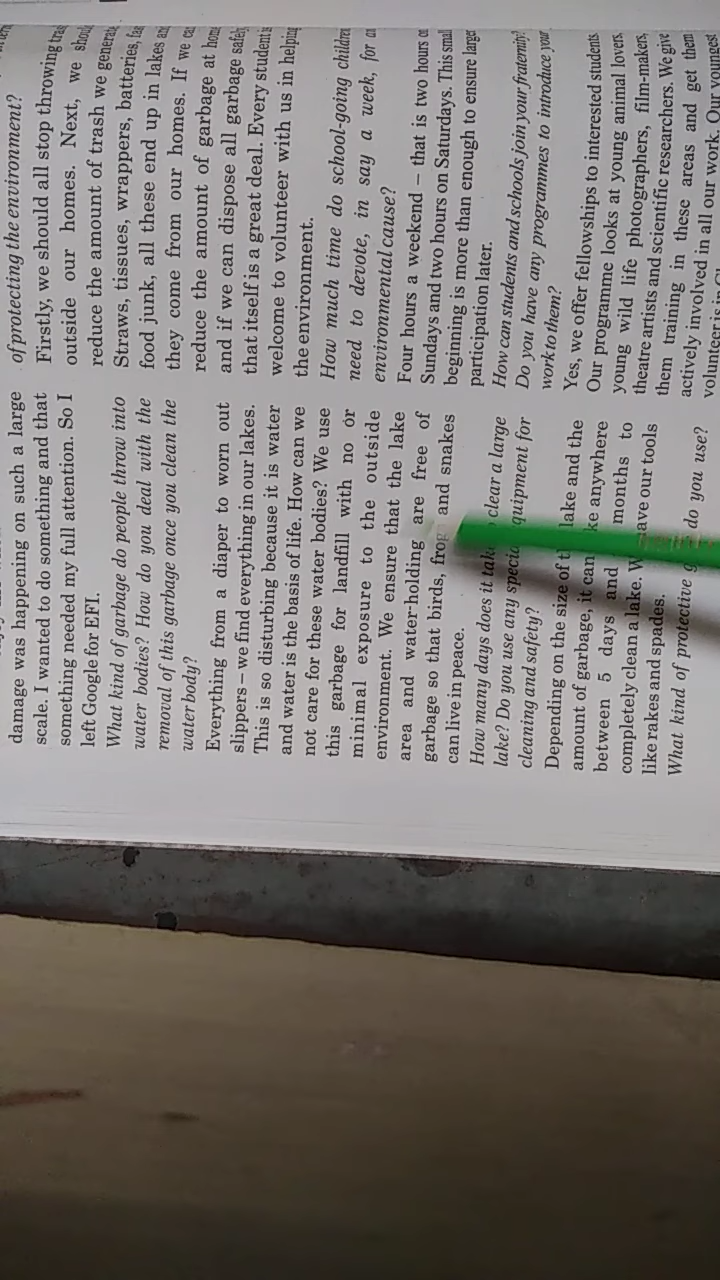 damage was happening on such a large
scale. I wanted to do something and that
something needed my full attention. So I
left Google for EFI.
What kind of garbage do people throw into
water bodies? How do you deal with the
removal of this garbage once you clean the
water body?
Everything from a diaper to worn out
slippers – we find everything in our lakes.
This is so disturbing because it is water
and water is the basis of life. How can we
not care for these water bodies? We use
this garbage for landfill with no or
minimal exposure to the outside
environment. We ensure that the lake
area and water-holding are free of
garbage so that birds, and snakes
can live in peace.
How many days does it clear a large
lake? Do you use any for
cleaning and safety?
Depending on the size of lake and the
amount of garbage, it can anywhere
between 5 days and months to
completely clean a lake. our tools
like rakes and spades.
What kind of protective do you use?
of protecting the environment?
Firstly, we should all stop throwing
outside our homes. Next, we
reduce the amount of trash we
Straws, tissues, wrappers, batteries,
food junk, all these end up in lakes
they come from our homes. If we
reduce the amount of garbage at
and if we can dispose all garbage
that itself is a great deal. Every student
welcome to volunteer with us in helping
the environment.
How much time do school-going
need to devote, in say a week, for
environmental cause?
Four hours a weekend – that is two hours
Sundays and two hours on Saturdays. This
beginning is more than enough to ensure
participation later.
How can students and schools join your fraternity?
Do you have any programmes to introduce your
work to them?
Yes, we offer fellowships to interested students.
Our programme looks at young animal lovers,
young wild life photographers, film-makers,
theatre artists and scientific researchers. We give
them training in these areas and get them
actively involved in all our work. Our youngest
volunteer is